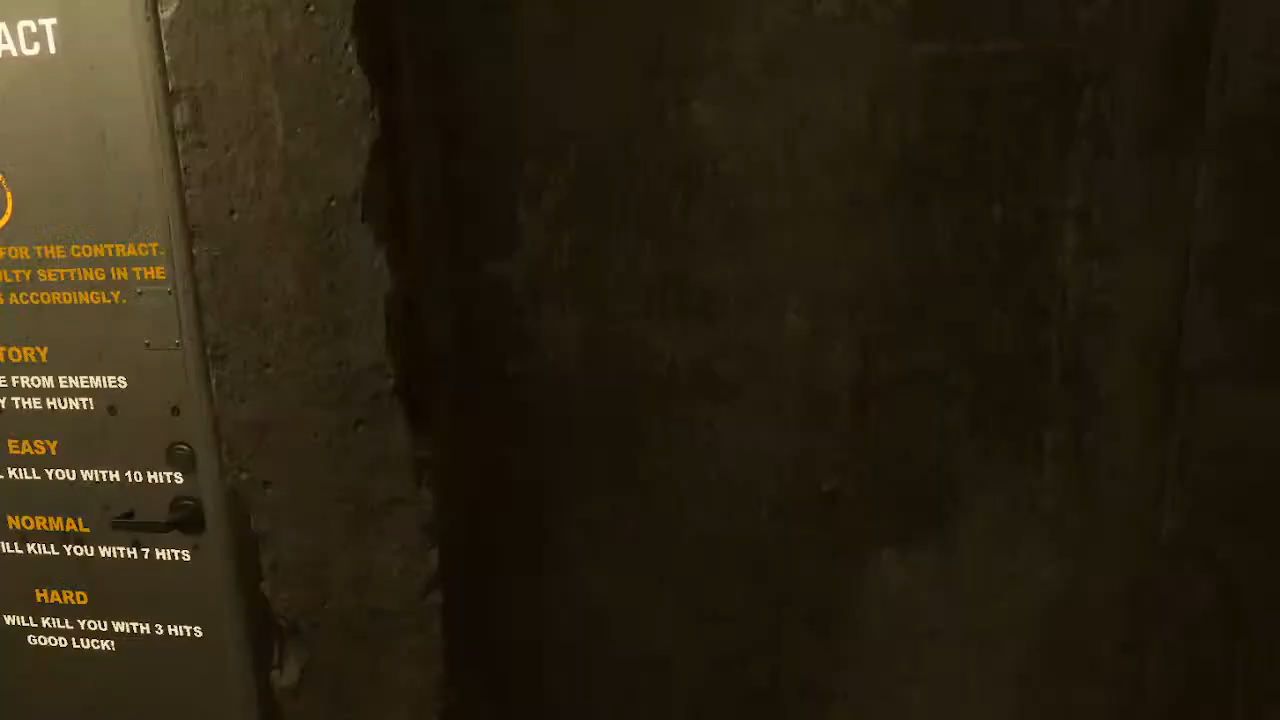 ACT
FOR THE CONTRACT.
ULTY SETTING IN THE
S ACCORDINGLY.
TORY
E FROM ENEMIES
Y THE HUNT!
EASY
L KILL YOU WITH 10 HITS
NORMAL
ILL KILL YOU WITH 7 HITS
HARD
WILL KILL YOU WITH 3 HITS
GOOD LUCK!